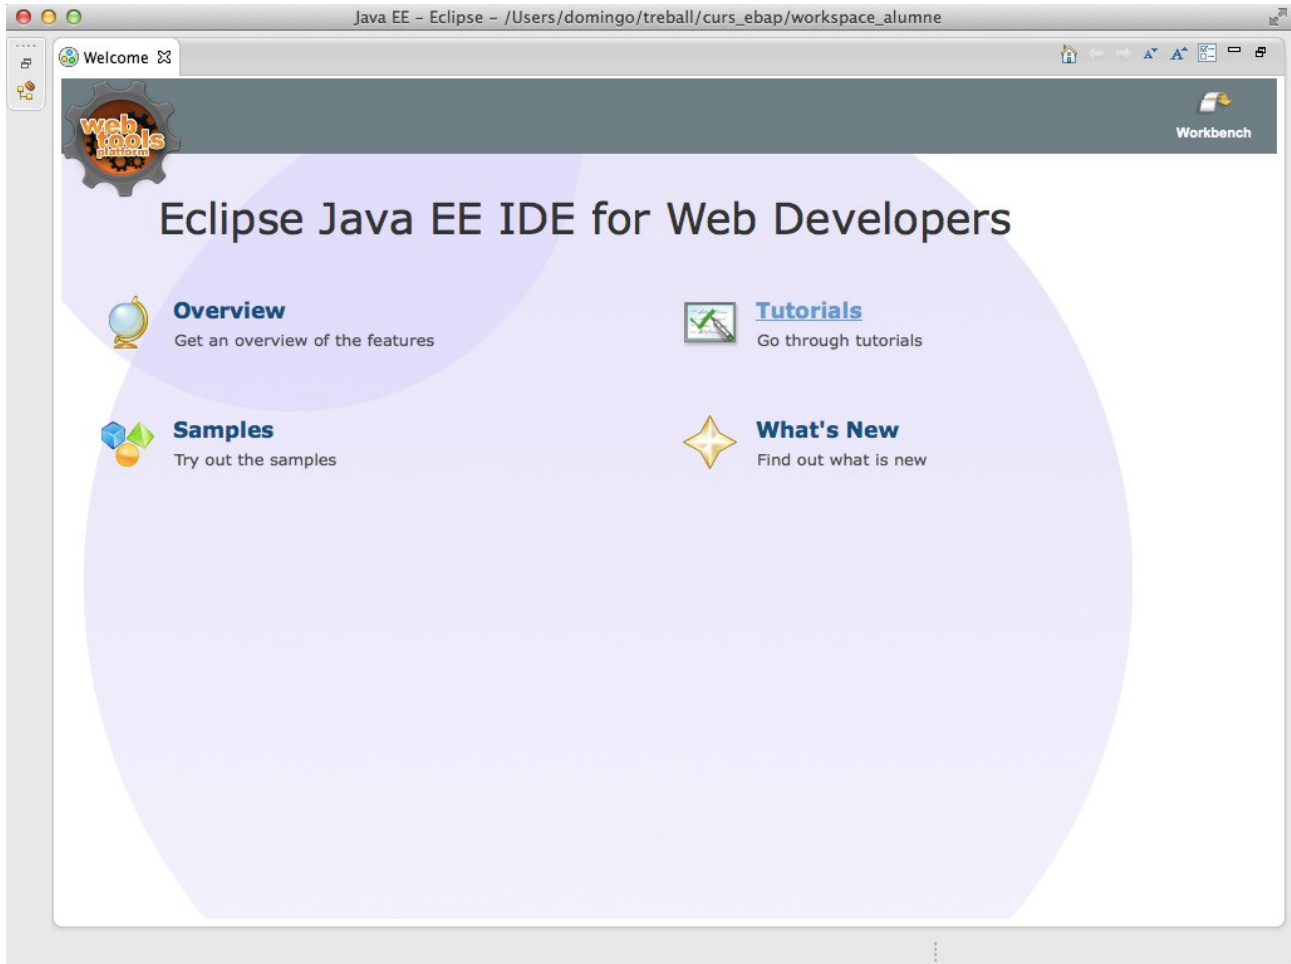 Java EE – Eclipse – /Users/domingo/treball/curs_ebap/workspace_alumne
Welcome
web
tools
platform
Workbench
Eclipse Java EE IDE for Web Developers
Overview
Get an overview of the features
Tutorials
Go through tutorials
Samples
Try out the samples
What's New
Find out what is new